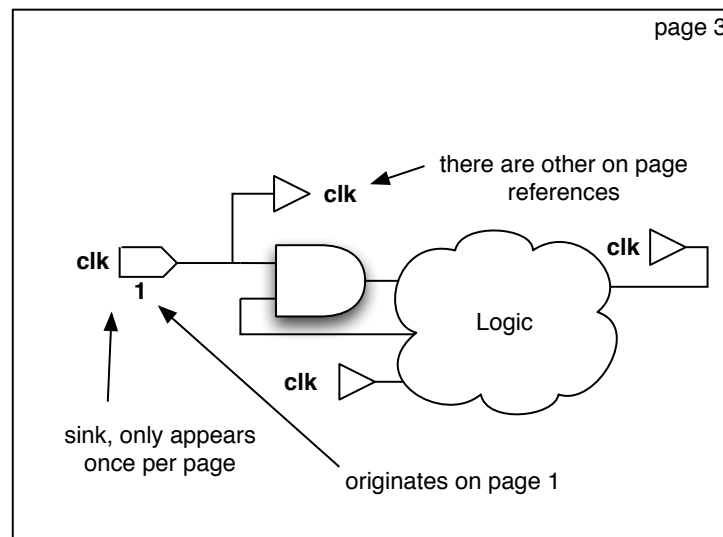 page 3
there are other on page
references
clk
clk
clk
1
Logic
clk
sink, only appears
once per page
originates on page 1